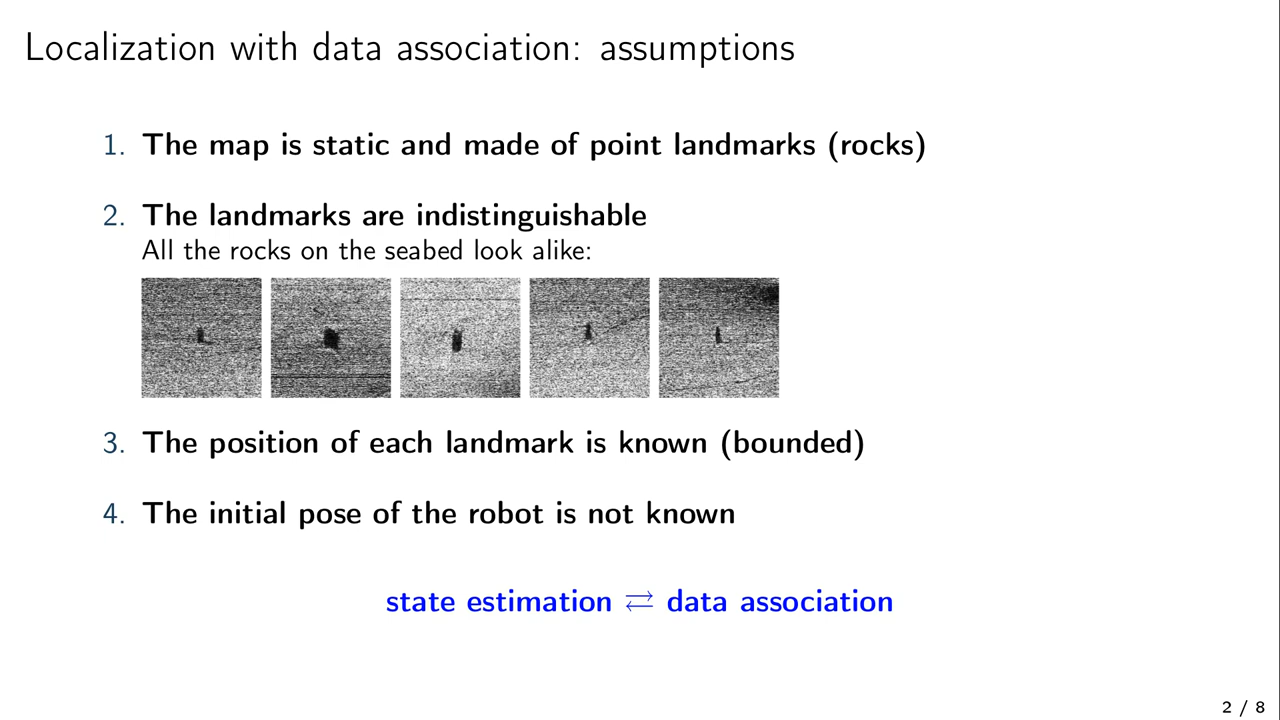 Localization with data association: assumptions
1. The map is static and made of point landmarks (rocks)
2. The landmarks are indistinguishable
All the rocks on the seabed look alike:
3. The position of each landmark is known (bounded)
4. The initial pose of the robot is not known
state estimation ⇄ data association
2 / 8